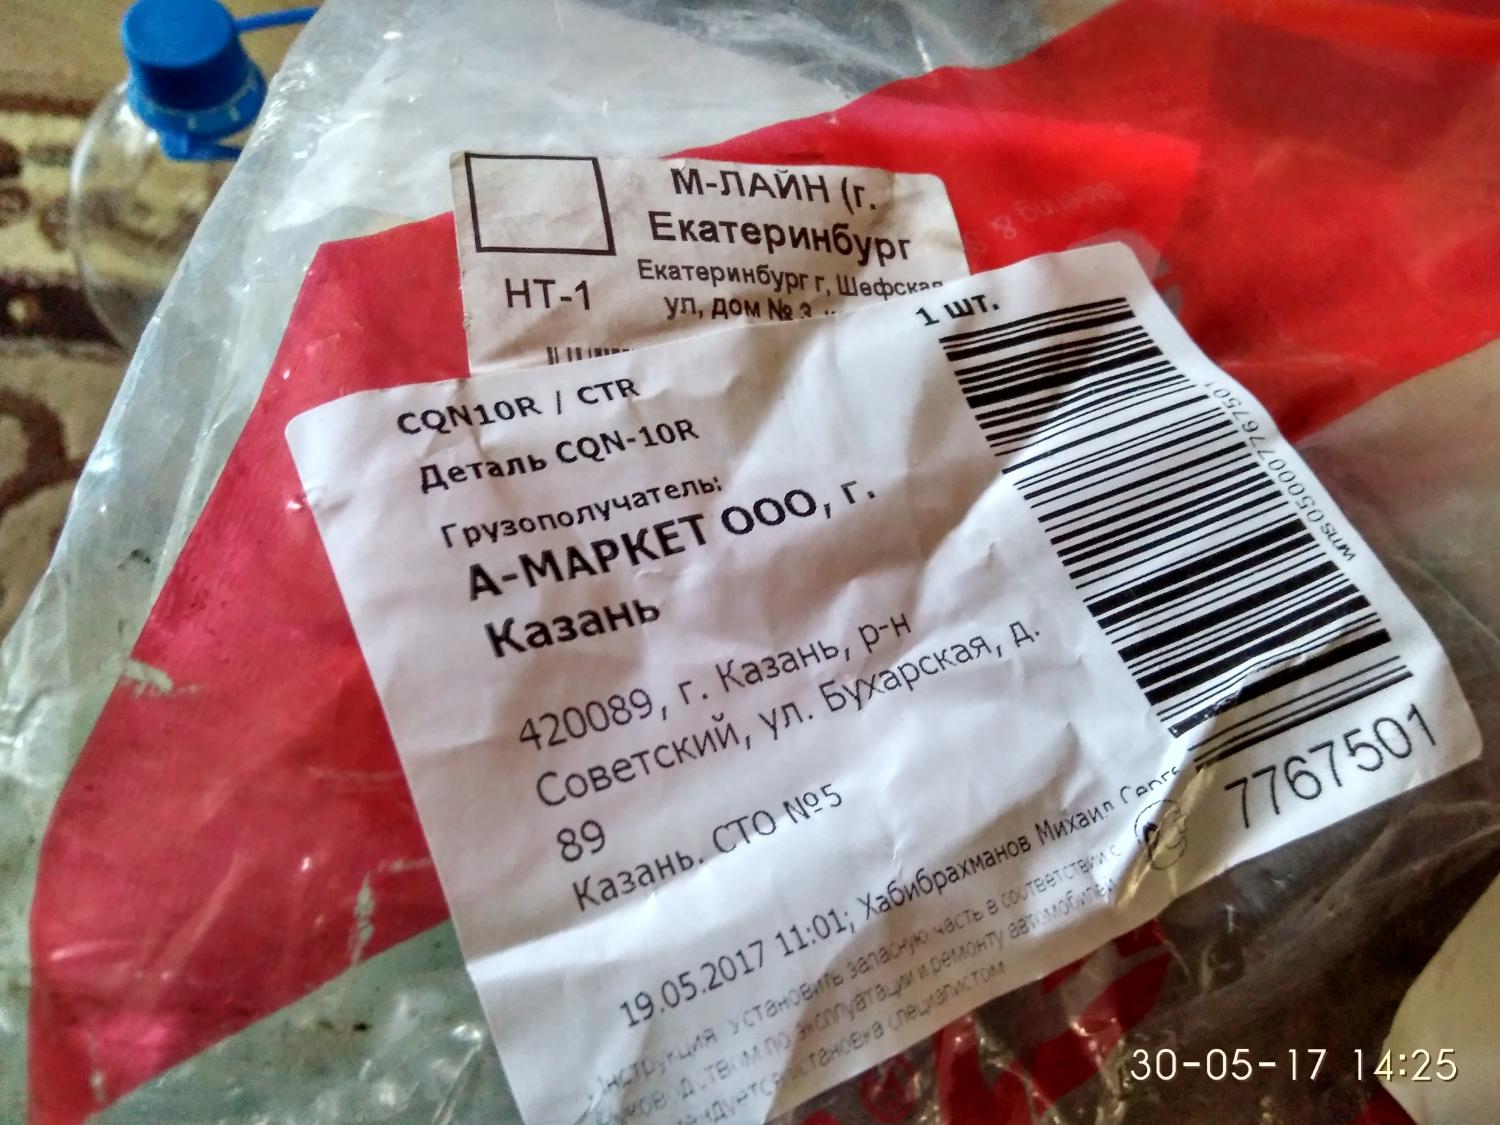 М-ЛАЙН (г.
Екатеринбург
Екатеринбург г, Шефская
ул, дом № 3
НТ-1
1 шт.
CQN10R / CTR
Деталь CQN-10R
Грузополучатель:
А-МАРКЕТ ООО, г.
Казань
420089, г. Казань, р-н
Советский, ул. Бухарская, д.
89
Казань. СТО №5
19.05.2017 11:01; Хабибрахманов Михаил
установить запасную часть в соответствии с
по эксплуатации и ремонту автомобилей
установка специалистом
7767501
30-05-17 14:25